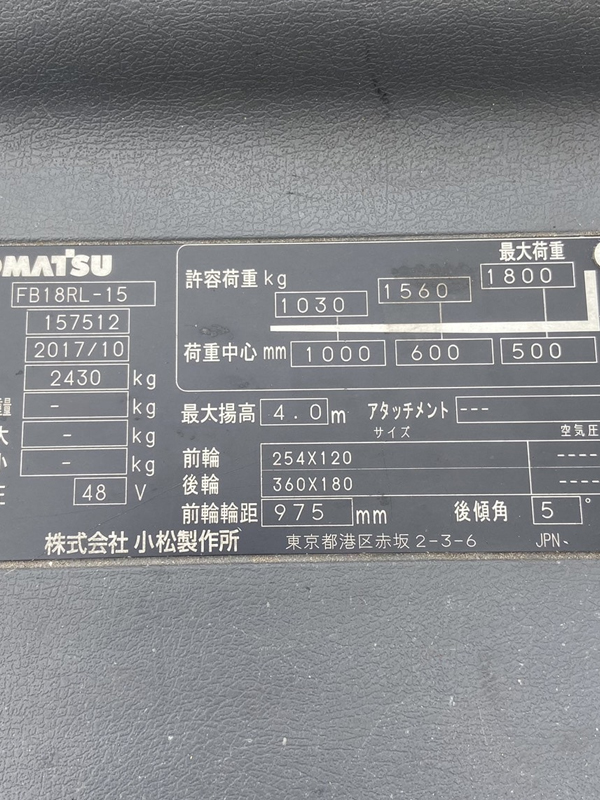 OMATSU
FB18RL-15
157512
2017/10
2430 kg
量 - kg
大 - kg
小 - kg
圧 48 V
最大荷重
許容荷重 kg 1030 1560 1800
荷重中心 mm 1000 600 500
最大揚高 4.0 m アタッチメント ---
サイズ 空気圧
前輪 254X120 ----
後輪 360X180 ----
前輪輪距 975 mm 後傾角 5 °
株式会社 小松製作所 東京都港区赤坂 2-3-6 JPN、